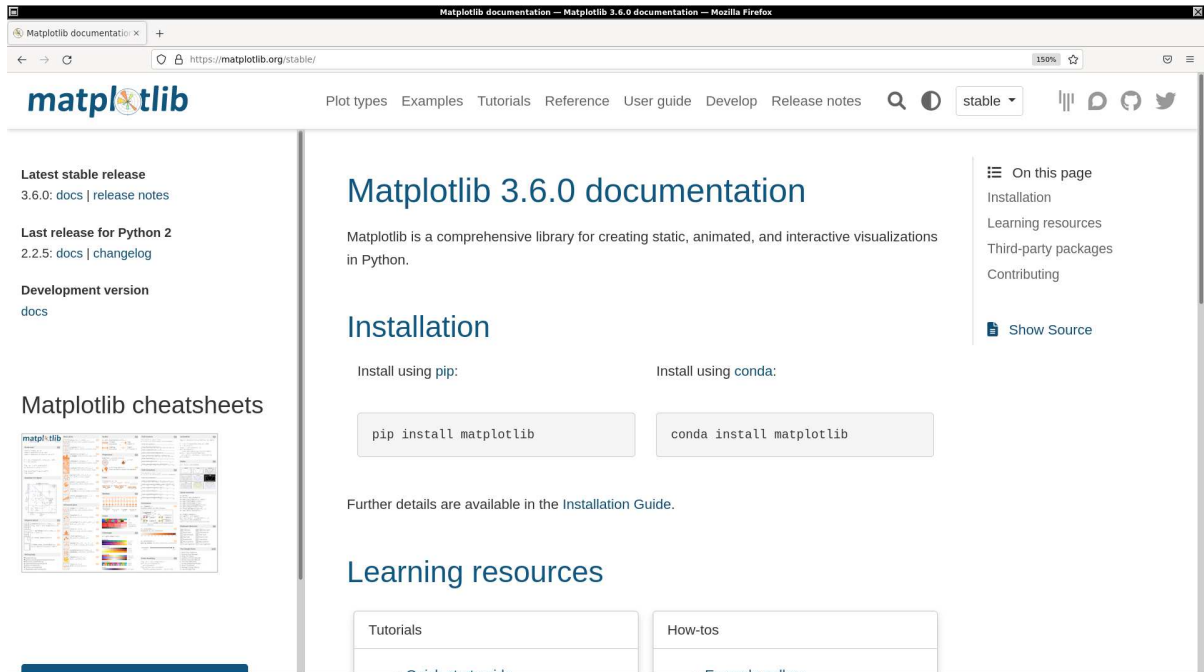 Matplotlib documentation — Matplotlib 3.6.0 documentation — Mozilla Firefox
Matplotlib documentation
https://matplotlib.org/stable/
150%
matplotlib
Plot types Examples Tutorials Reference User guide Develop Release notes
stable
Latest stable release
3.6.0: docs | release notes
Last release for Python 2
2.2.5: docs | changelog
Development version
docs
Matplotlib cheatsheets
matplotlib
Matplotlib 3.6.0 documentation
Matplotlib is a comprehensive library for creating static, animated, and interactive visualizations
in Python.
Installation
Install using pip:
pip install matplotlib
Install using conda:
conda install matplotlib
Further details are available in the Installation Guide.
Learning resources
Tutorials
How-tos
On this page
Installation
Learning resources
Third-party packages
Contributing
Show Source